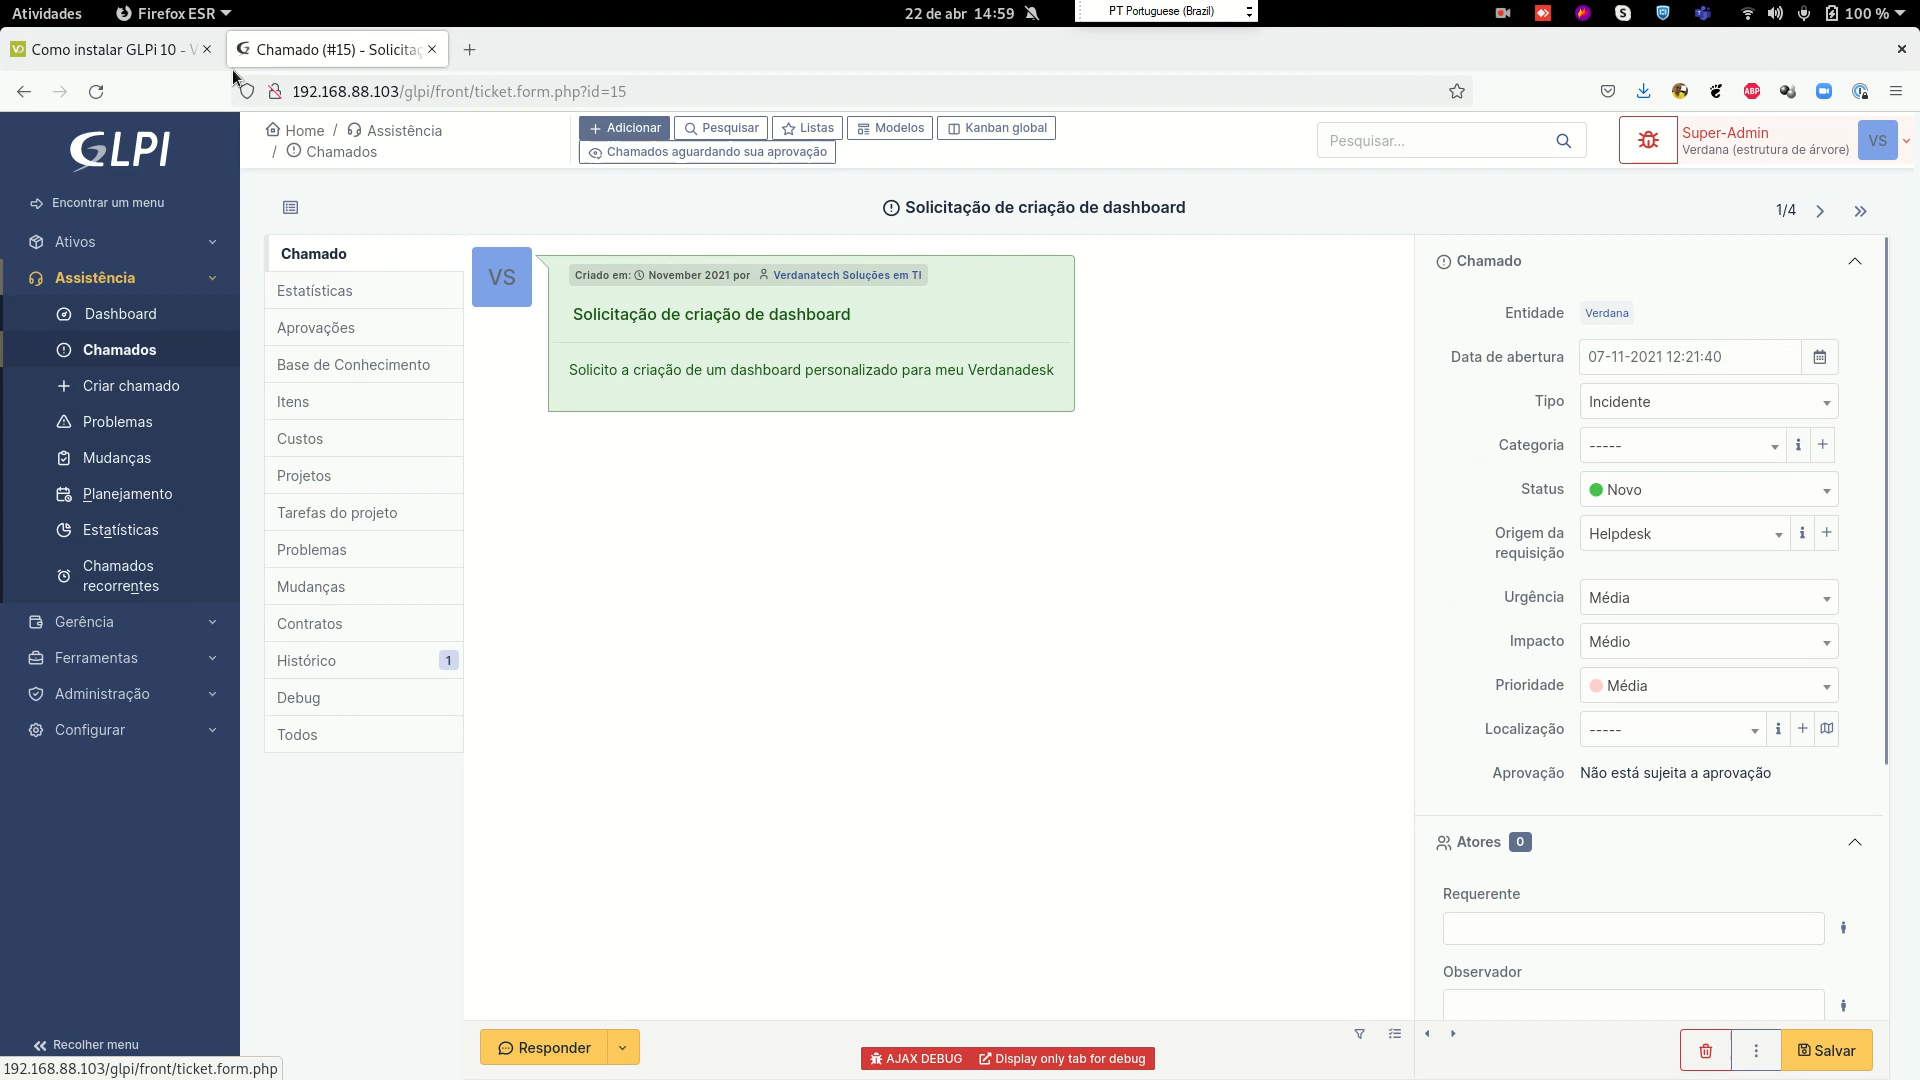 Atividades
Firefox ESR
22 de abr 14:59
PT Portuguese (Brazil)
100 %
Como instalar GLPi 10 - V
Chamado (#15) - Solicitaç
192.168.88.103/glpi/front/ticket.form.php?id=15
ABP
GLPI
Encontrar um menu
Ativos
Assistência
Dashboard
Chamados
Criar chamado
Problemas
Mudanças
Planejamento
Estatísticas
Chamados
recorrentes
Gerência
Ferramentas
Administração
Configurar
Recolher menu
192.168.88.103/glpi/front/ticket.form.php
Home / Assistência
/ Chamados
Adicionar
Pesquisar
Listas
Modelos
Kanban global
Chamados aguardando sua aprovação
Pesquisar...
Super-Admin
Verdana (estrutura de árvore)
VS
Solicitação de criação de dashboard
1/4
Chamado
Estatísticas
Aprovações
Base de Conhecimento
Itens
Custos
Projetos
Tarefas do projeto
Problemas
Mudanças
Contratos
Histórico 1
Debug
Todos
VS
Criado em: November 2021 por Verdanatech Soluções em TI
Solicitação de criação de dashboard
Solicito a criação de um dashboard personalizado para meu Verdanadesk
Chamado
Entidade Verdana
Data de abertura 07-11-2021 12:21:40
Tipo Incidente
Categoria -----
Status Novo
Origem da
requisição Helpdesk
Urgência Média
Impacto Médio
Prioridade Média
Localização -----
Aprovação Não está sujeita a aprovação
Atores 0
Requerente
Observador
Responder
AJAX DEBUG Display only tab for debug
Salvar